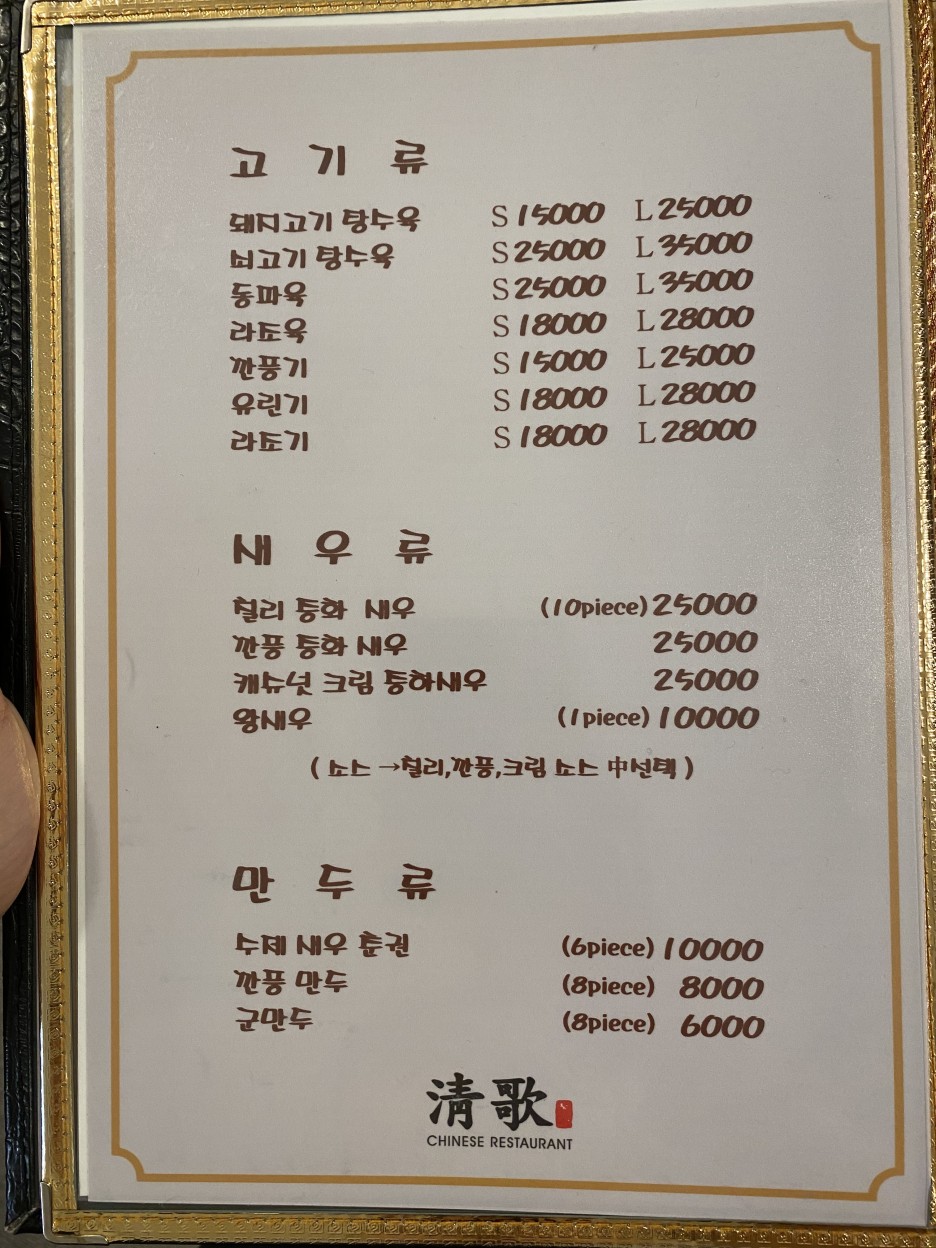 고 기 류
돼지고기 탕수육 S 15000 L 25000
쇠고기 탕수육 S 25000 L 35000
동파육 S 25000 L 35000
라조육 S 18000 L 28000
깐풍기 S 15000 L 25000
유린기 S 18000 L 28000
라조기 S 18000 L 28000
새 우 류
칠리 통화 새우 (10piece) 25000
깐풍 통화 새우 25000
캐슈넛 크림 통하새우 25000
왕새우 (1piece) 10000
( 소스 →칠리,깐풍,크림 소스 中선택 )
만 두 류
수제 새우 춘권 (6piece) 10000
깐풍 만두 (8piece) 8000
군만두 (8piece) 6000
清歌
CHINESE RESTAURANT